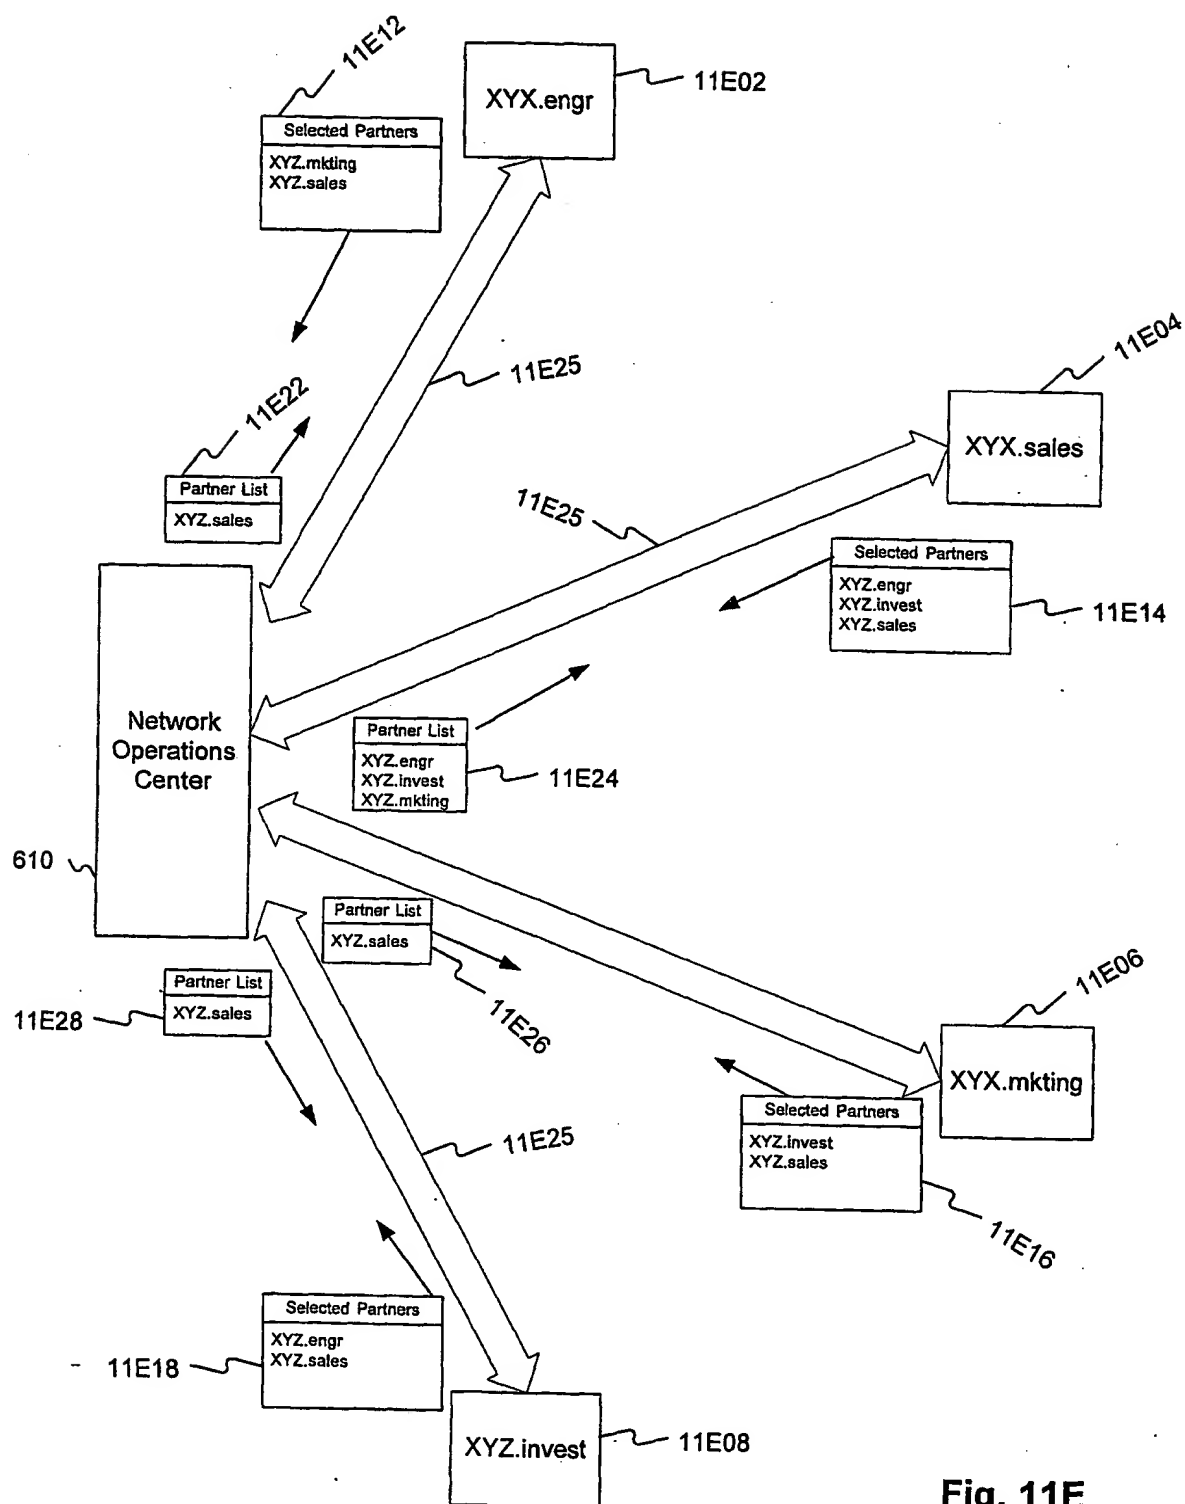 11E12
XYX.engr
11E02
Selected Partners
XYZ.mkting
XYZ.sales
11E25
11E22
Partner List
XYZ.sales
11E04
XYX.sales
11E25
Selected Partners
XYZ.engr
XYZ.invest
XYZ.sales
11E14
Network
Operations
Center
610
Partner List
XYZ.engr
XYZ.invest
XYZ.mkting
11E24
Partner List
XYZ.sales
11E26
Partner List
XYZ.sales
11E28
11E06
XYX.mkting
Selected Partners
XYZ.invest
XYZ.sales
11E16
11E25
Selected Partners
XYZ.engr
XYZ.sales
11E18
XYZ.invest
11E08
Fig. 11E